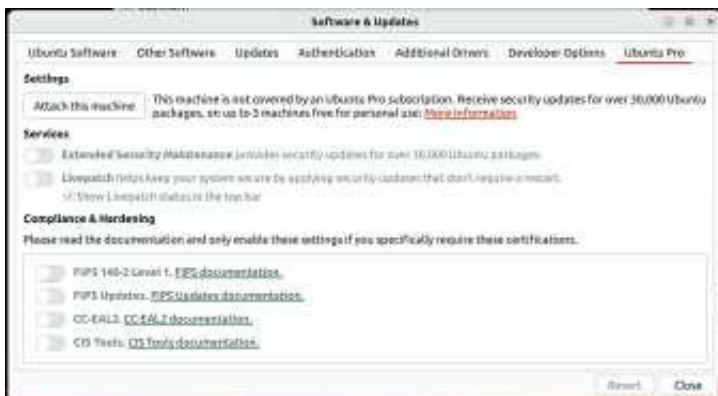 Software & Updates
Ubuntu Software Other Software Updates Authentication Additional Drivers Developer Options Ubuntu Pro
Settings
Attach this machine
This machine is not covered by an Ubuntu Pro subscription. Receive security updates for over 30,000 Ubuntu
packages, on up to 3 machines free for personal use: More information.
Services
Extended Security Maintenance provides security updates for over 30,000 Ubuntu packages.
Livepatch helps keep your system secure by applying security updates that don't require a restart.
Show Livepatch status in the top bar
Compliance & Hardening
Please read the documentation and only enable these settings if you specifically require these certifications.
FIPS 140-2 Level 1. FIPS documentation.
FIPS Updates. FIPS Updates documentation.
CC-EAL2. CC-EAL2 documentation.
CIS Tools. CIS Tools documentation.
Revert Close